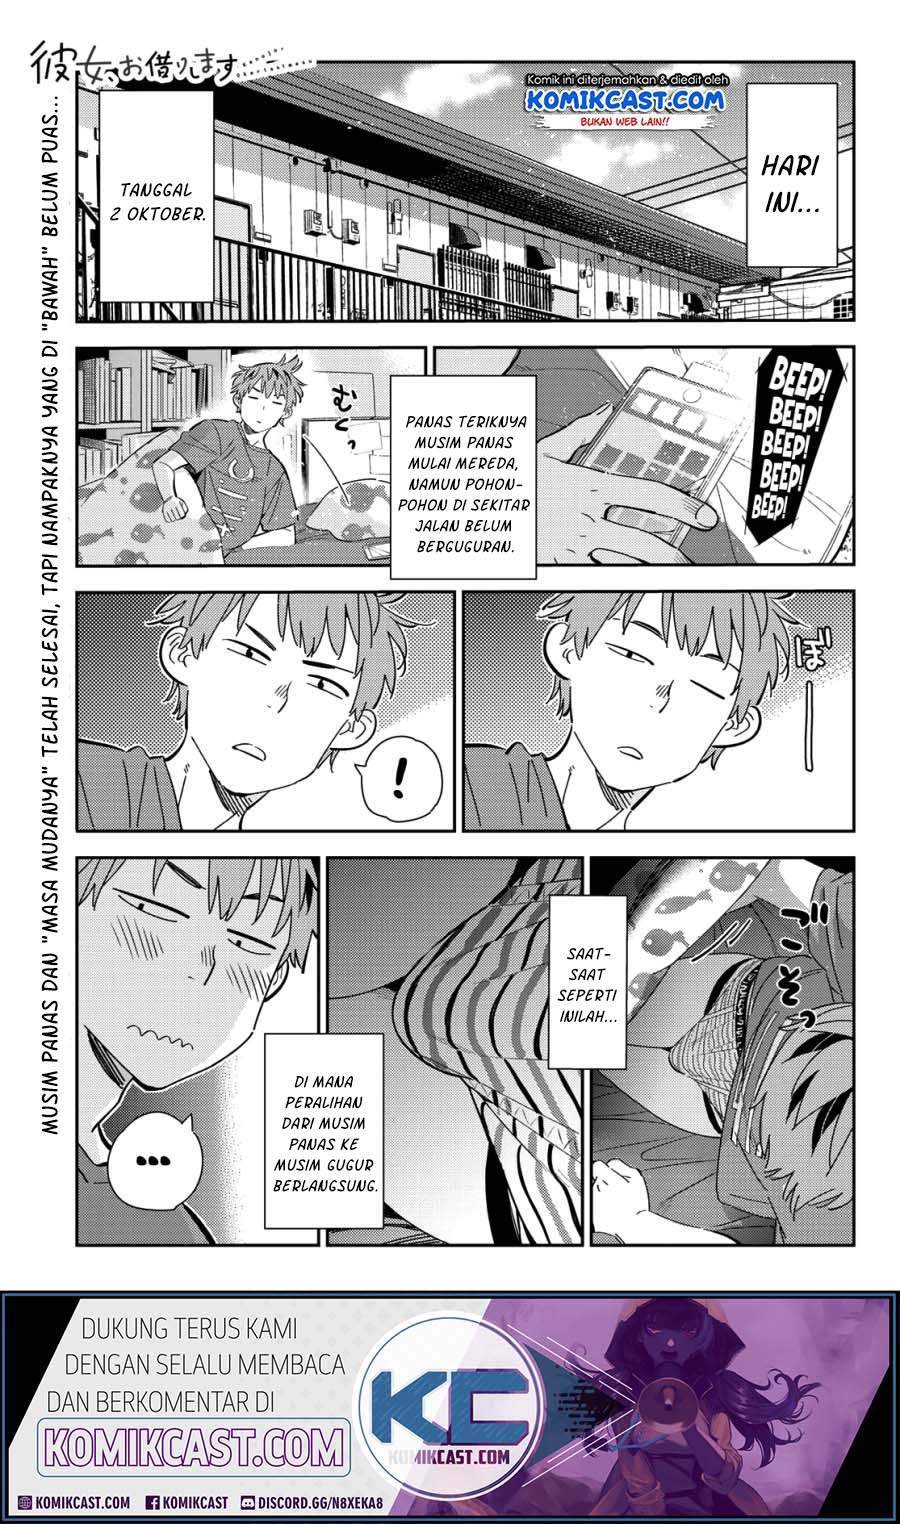 彼女、お借りします
MUSIM PANAS DAN "MASA MUDANYA" TELAH SELESAI, TAPI NAMPAKNYA YANG DI "BAWAH" BELUM PUAS...
Komik ini diterjemahkan & diedit oleh
KOMIKCAST.COM
BUKAN WEB LAIN!!
HARI
INI...
TANGGAL
2 OKTOBER.
BEEP!
BEEP!
BEEP!
BEEP!
BEEP!
PANAS TERIKNYA
MUSIM PANAS
MULAI MEREDA,
NAMUN POHON-
POHON DI SEKITAR
JALAN BELUM
BERGUGURAN.
むくっ
ぼー
!
SAAT-
SAAT
SEPERTI
INILAH...
DI MANA
PERALIHAN
DARI MUSIM
PANAS KE
MUSIM GUGUR
BERLANGSUNG.
...
DUKUNG TERUS KAMI
DENGAN SELALU MEMBACA
DAN BERKOMENTAR DI
KOMIKCAST.COM
KC
KOMIKCAST.COM
KOMIKCAST.COM
KOMIKCAST
DISCORD.GG/N8XEKA8